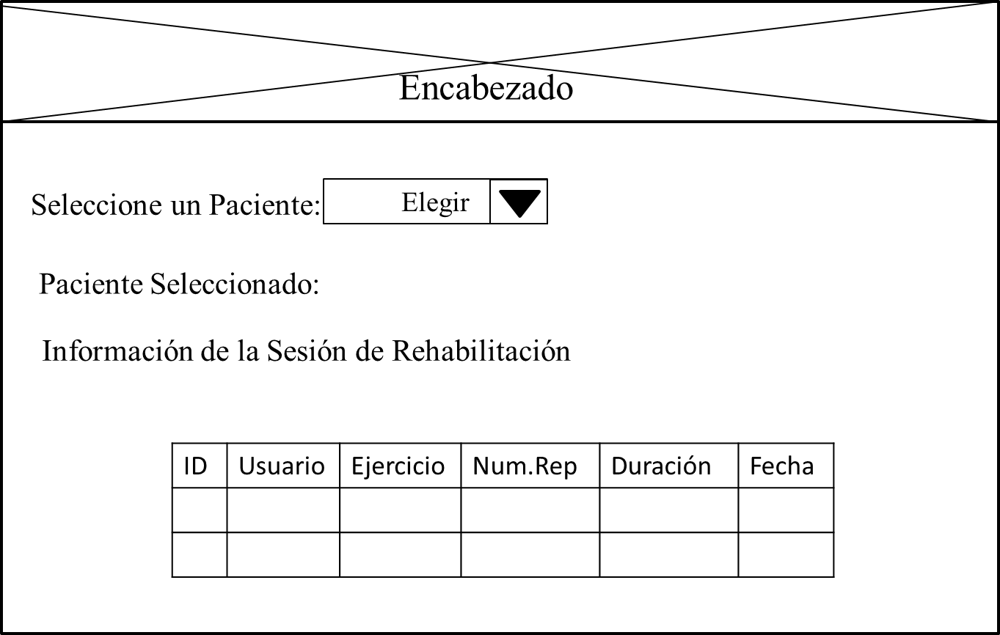 Encabezado
Seleccione un Paciente: Elegir
Paciente Seleccionado:
Información de la Sesión de Rehabilitación
ID Usuario Ejercicio Num.Rep Duración Fecha